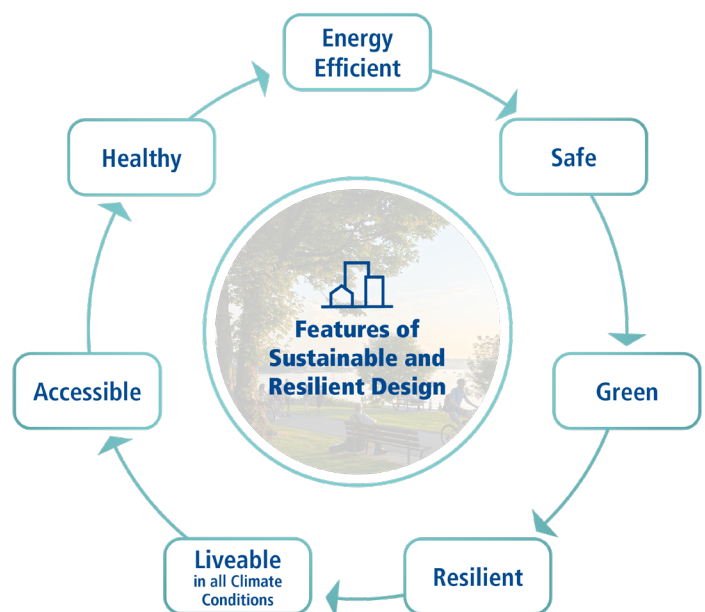 Energy
Efficient
Safe
Green
Resilient
Liveable
in all Climate
Conditions
Accessible
Healthy
Features of
Sustainable and
Resilient Design